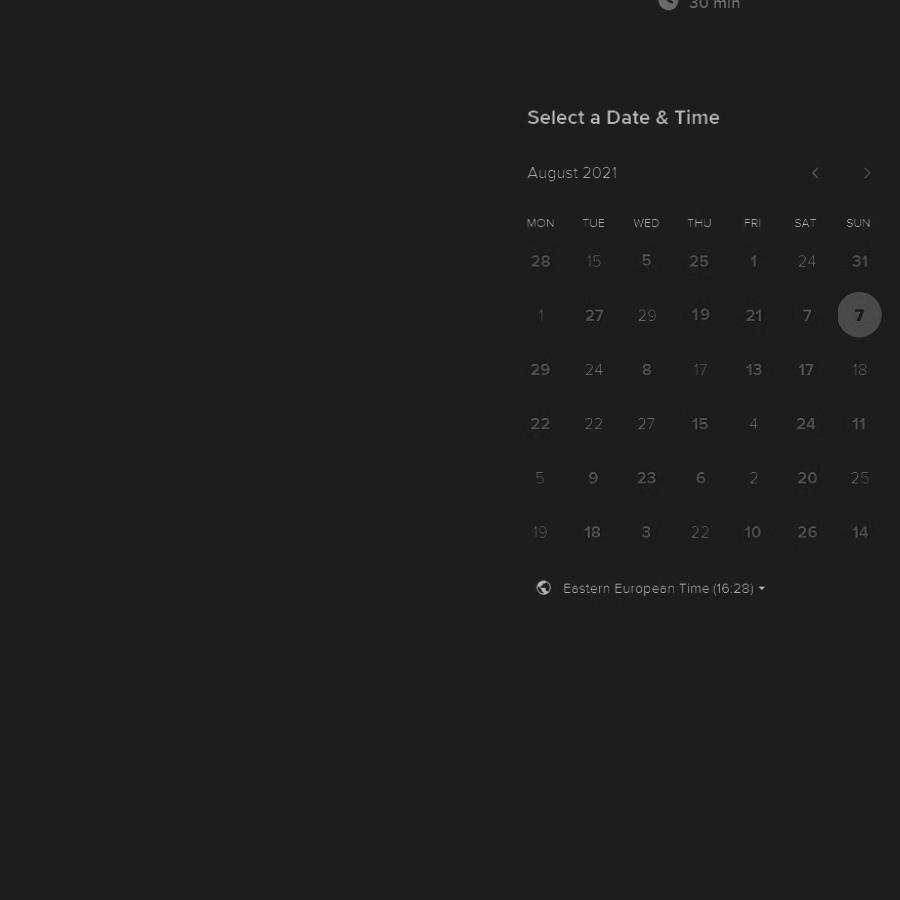 30 min
Select a Date & Time
August 2021
MON TUE WED THU FRI SAT SUN
28 15 5 25 1 24 31
1 27 29 19 21 7 7
29 24 8 17 13 17 18
22 22 27 15 4 24 11
5 9 23 6 2 20 25
19 18 3 22 10 26 14
Eastern European Time (16:28)